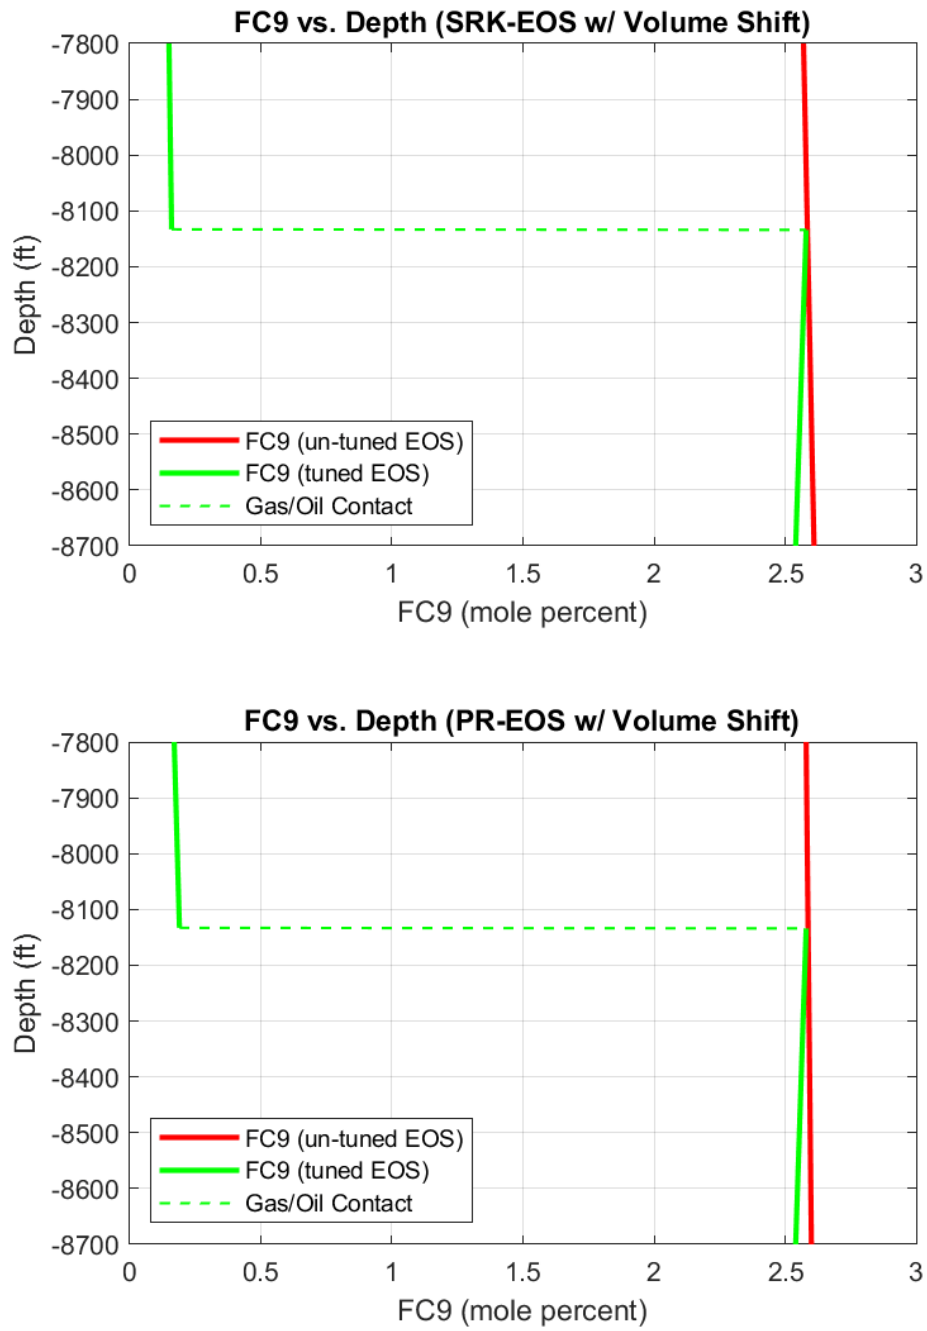 FC9 vs. Depth (SRK-EOS w/ Volume Shift)
-7800
-7900
-8000
-8100
-8200
-8300
-8400
-8500
-8600
-8700
Depth (ft)
FC9 (un-tuned EOS)
FC9 (tuned EOS)
Gas/Oil Contact
0 0.5 1 1.5 2 2.5 3
FC9 (mole percent)
FC9 vs. Depth (PR-EOS w/ Volume Shift)
-7800
-7900
-8000
-8100
-8200
-8300
-8400
-8500
-8600
-8700
Depth (ft)
FC9 (un-tuned EOS)
FC9 (tuned EOS)
Gas/Oil Contact
0 0.5 1 1.5 2 2.5 3
FC9 (mole percent)